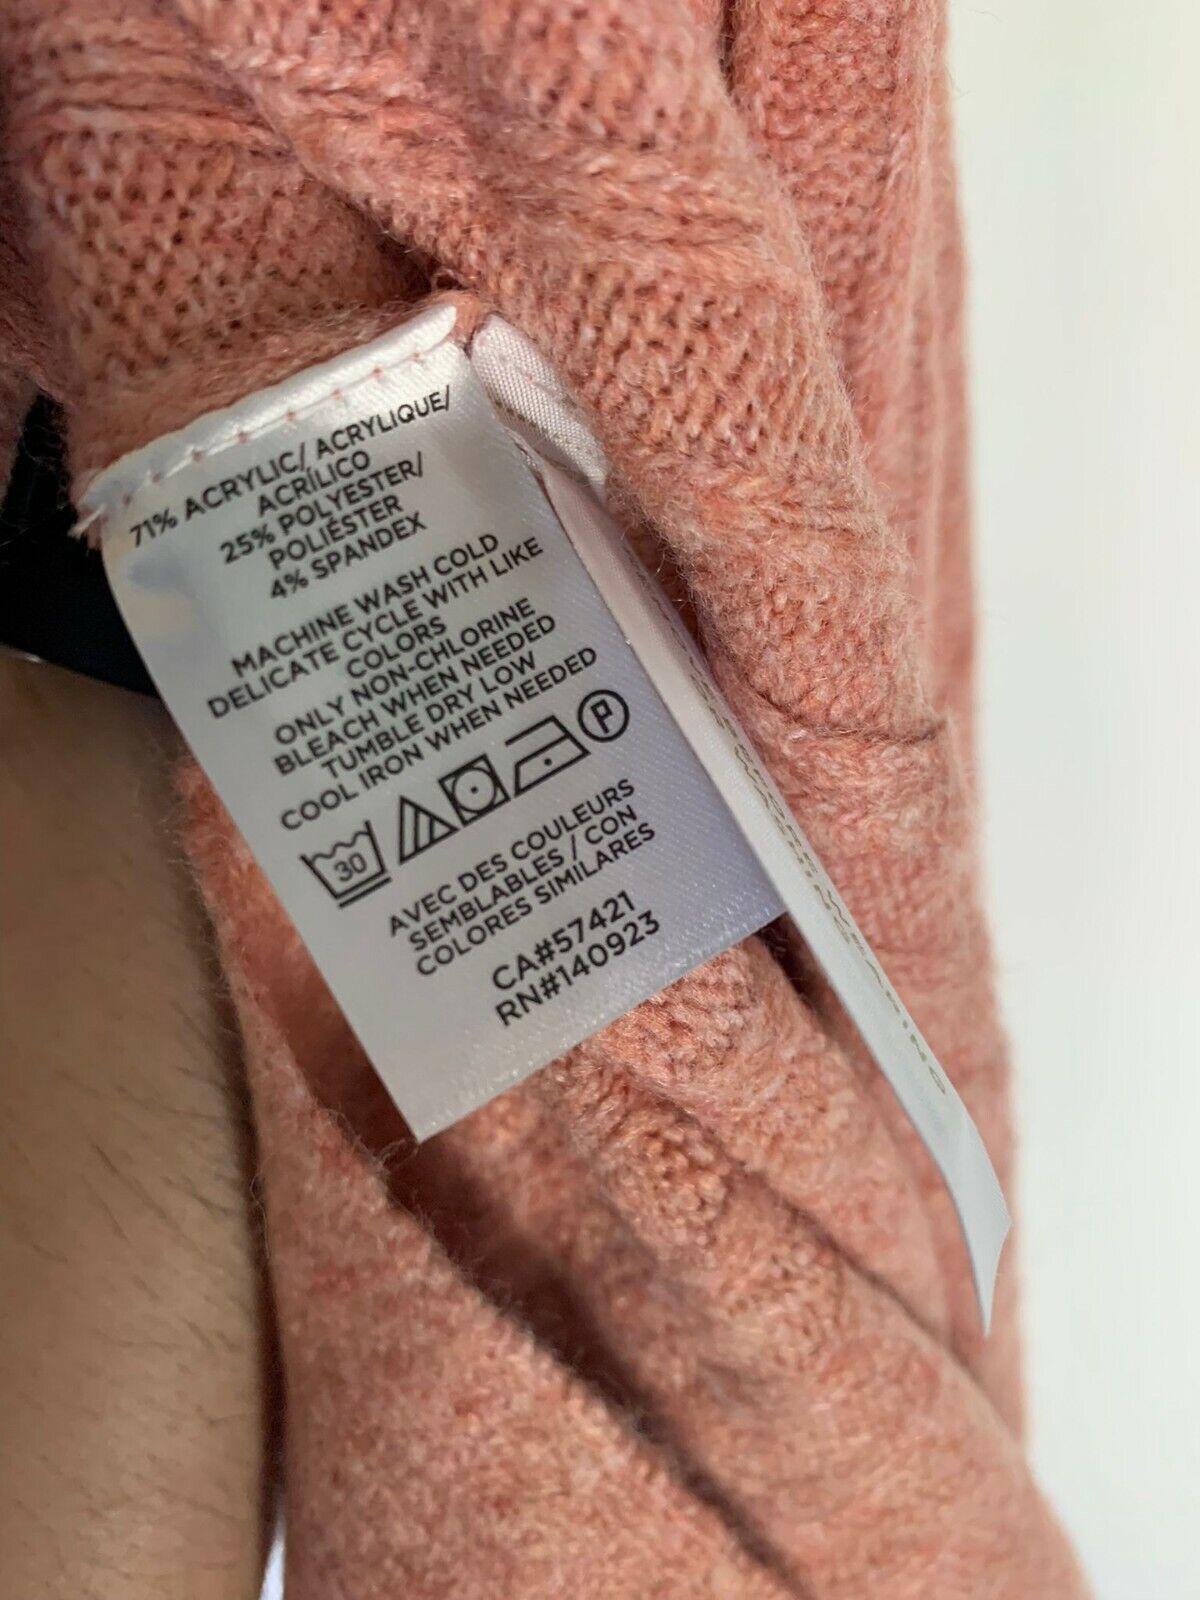 71% ACRYLIC/ ACRYLIQUE/
ACRÍLICO
25% POLYESTER/
POLIÉSTER
4% SPANDEX
MACHINE WASH COLD
DELICATE CYCLE WITH LIKE
COLORS
ONLY NON-CHLORINE
BLEACH WHEN NEEDED
TUMBLE DRY LOW
COOL IRON WHEN NEEDED
30
P
AVEC DES COULEURS
SEMBLABLES / CON
COLORES SIMILARES
CA#57421
RN#140923
WEARING